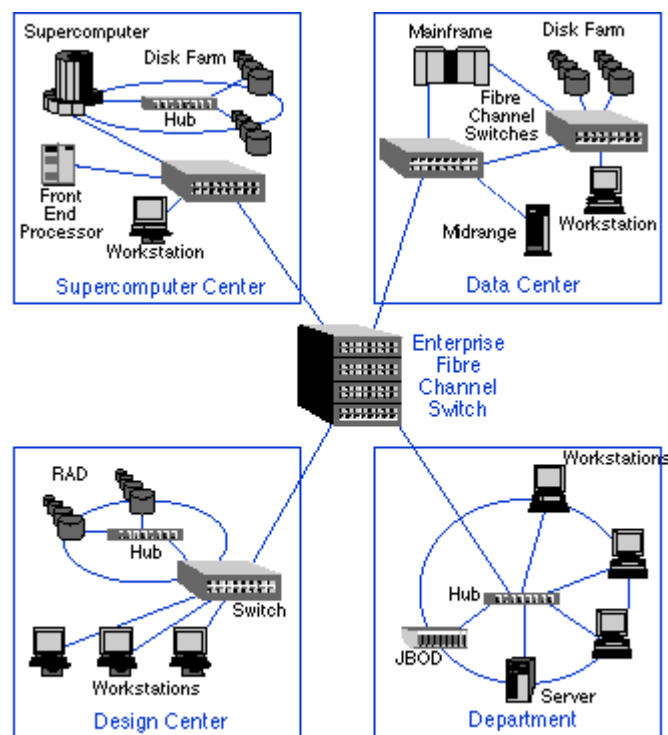 Supercomputer
Disk Farm
Hub
Front
End
Processor
Workstation
Supercomputer Center
Mainframe
Disk Farm
Fibre
Channel
Switches
Midrange
Workstation
Data Center
Enterprise
Fibre
Channel
Switch
RAD
Hub
Switch
Workstations
Design Center
Workstations
Hub
JBOD
Server
Department